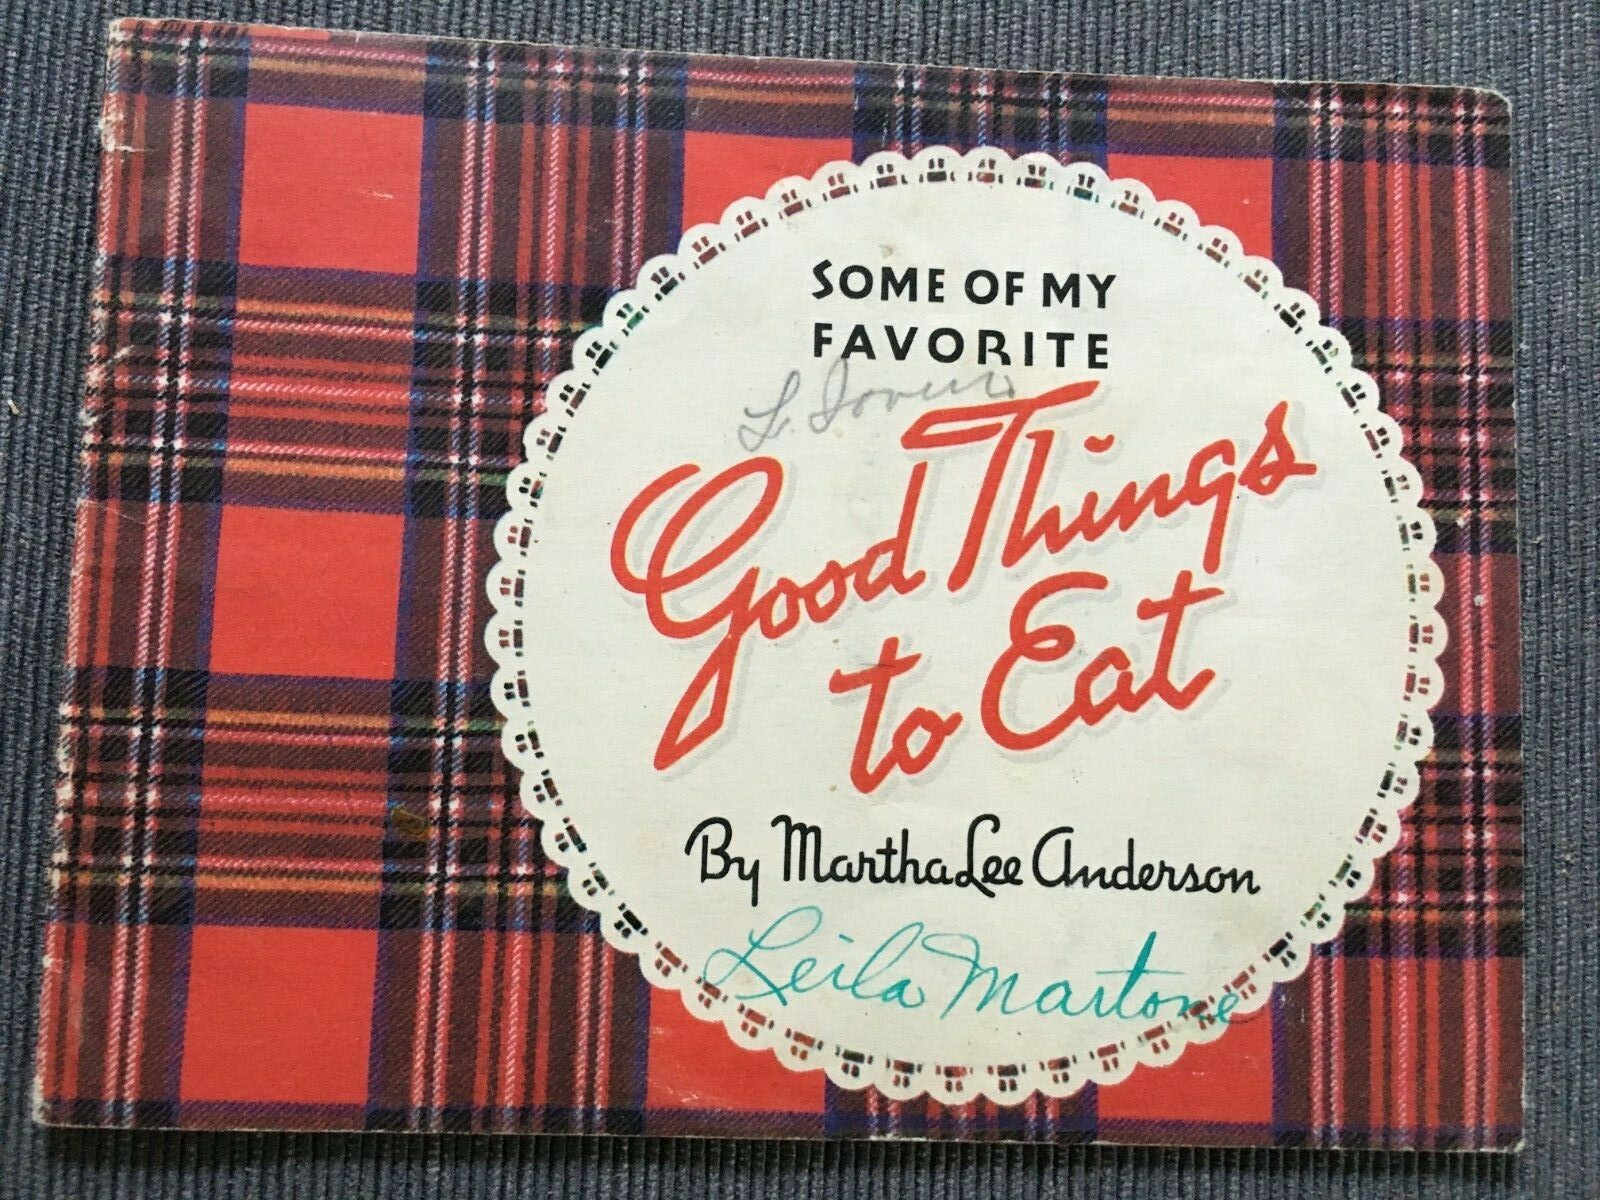 SOME OF MY
FAVORITE
L.
Good Things
to Eat
By Martha Lee Anderson
Leila Martone